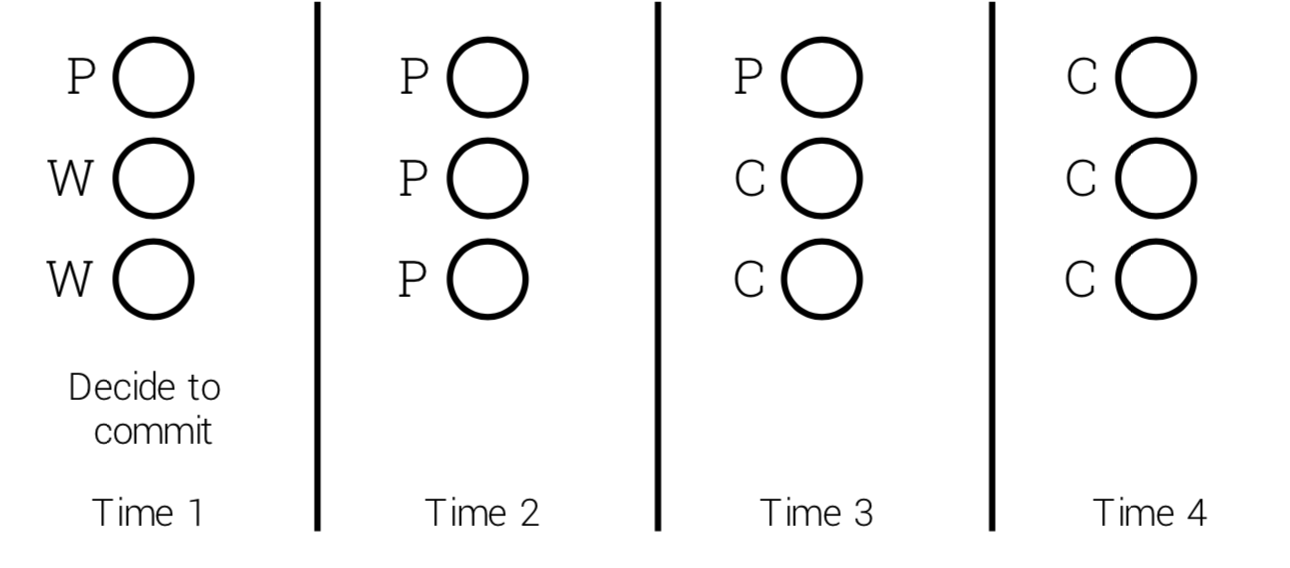 P P P C
W P C C
W P C C
Decide to
commit
Time 1 Time 2 Time 3 Time 4